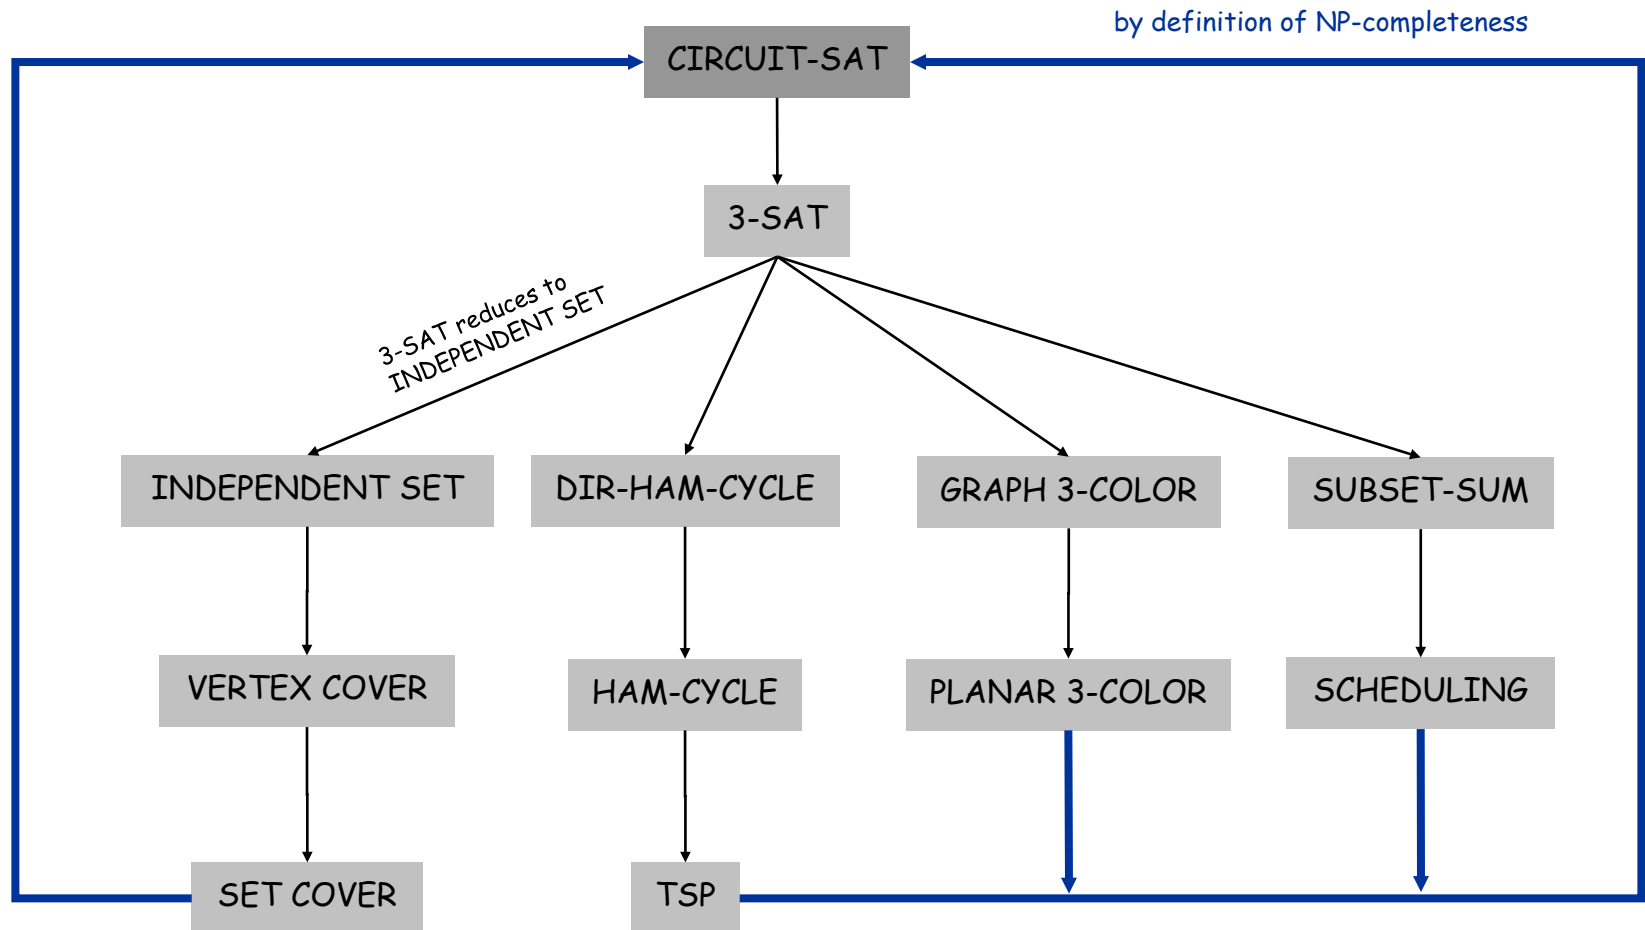 by definition of NP-completeness
CIRCUIT-SAT
3-SAT
3-SAT reduces to
INDEPENDENT SET
INDEPENDENT SET
DIR-HAM-CYCLE
GRAPH 3-COLOR
SUBSET-SUM
VERTEX COVER
HAM-CYCLE
PLANAR 3-COLOR
SCHEDULING
SET COVER
TSP